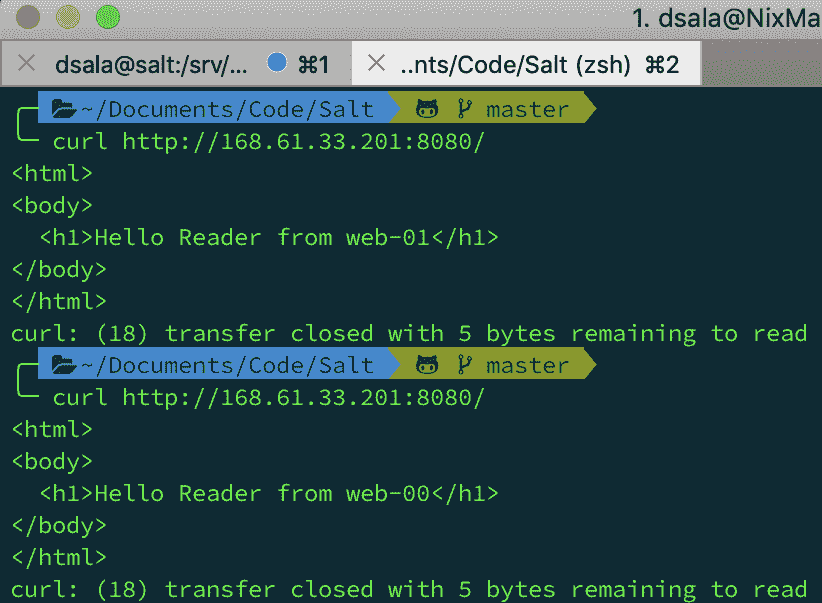 1. dsala@NixMa
dsala@salt:/srv/... ⌘1 ..nts/Code/Salt (zsh) ⌘2
~/Documents/Code/Salt master
curl http://168.61.33.201:8080/
<html>
<body>
<h1>Hello Reader from web-01</h1>
</body>
</html>
curl: (18) transfer closed with 5 bytes remaining to read
~/Documents/Code/Salt master
curl http://168.61.33.201:8080/
<html>
<body>
<h1>Hello Reader from web-00</h1>
</body>
</html>
curl: (18) transfer closed with 5 bytes remaining to read